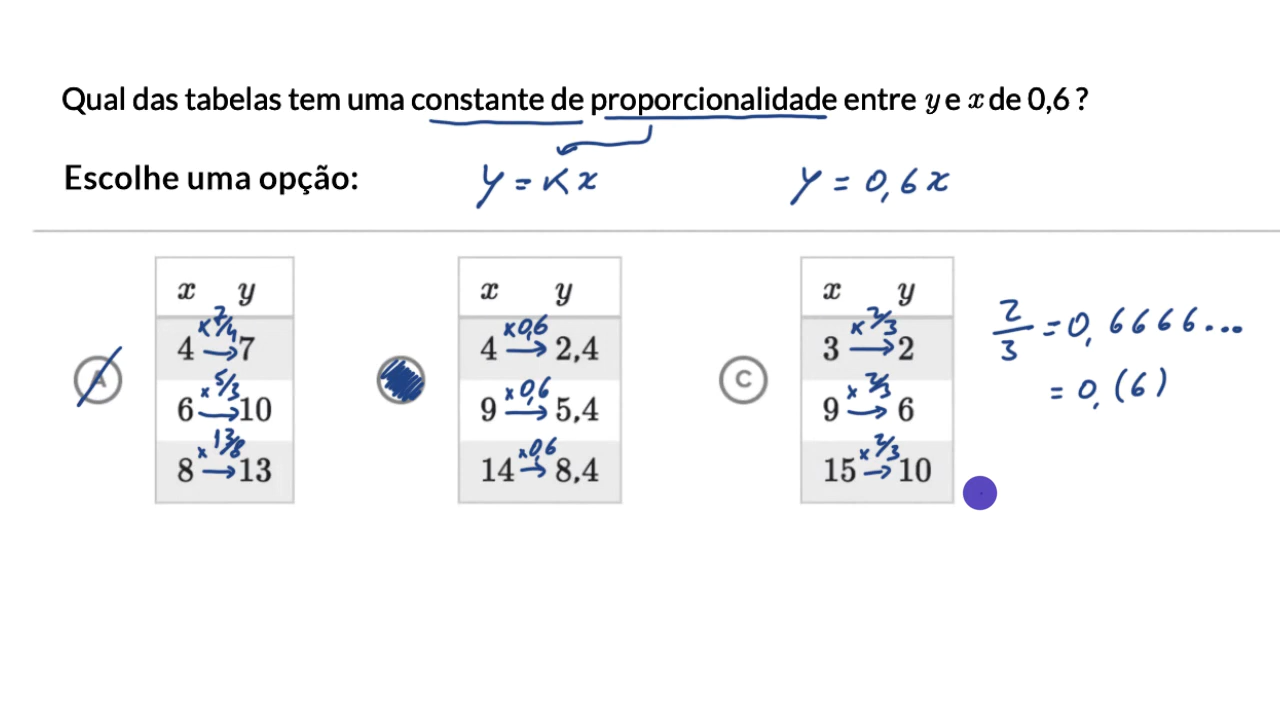 Qual das tabelas tem uma constante de proporcionalidade entre y e x de 0,6 ?
Escolhe uma opção:
y = Kx
y = 0,6x
A
x y
×7/4
4 → 7
×5/3
6 → 10
×13/8
8 → 13
x y
×0,6
4 → 2,4
×0,6
9 → 5,4
×0,6
14 → 8,4
C
x y
×2/3
3 → 2
×2/3
9 → 6
×2/3
15 → 10
2/3 = 0,6666...
= 0,(6)